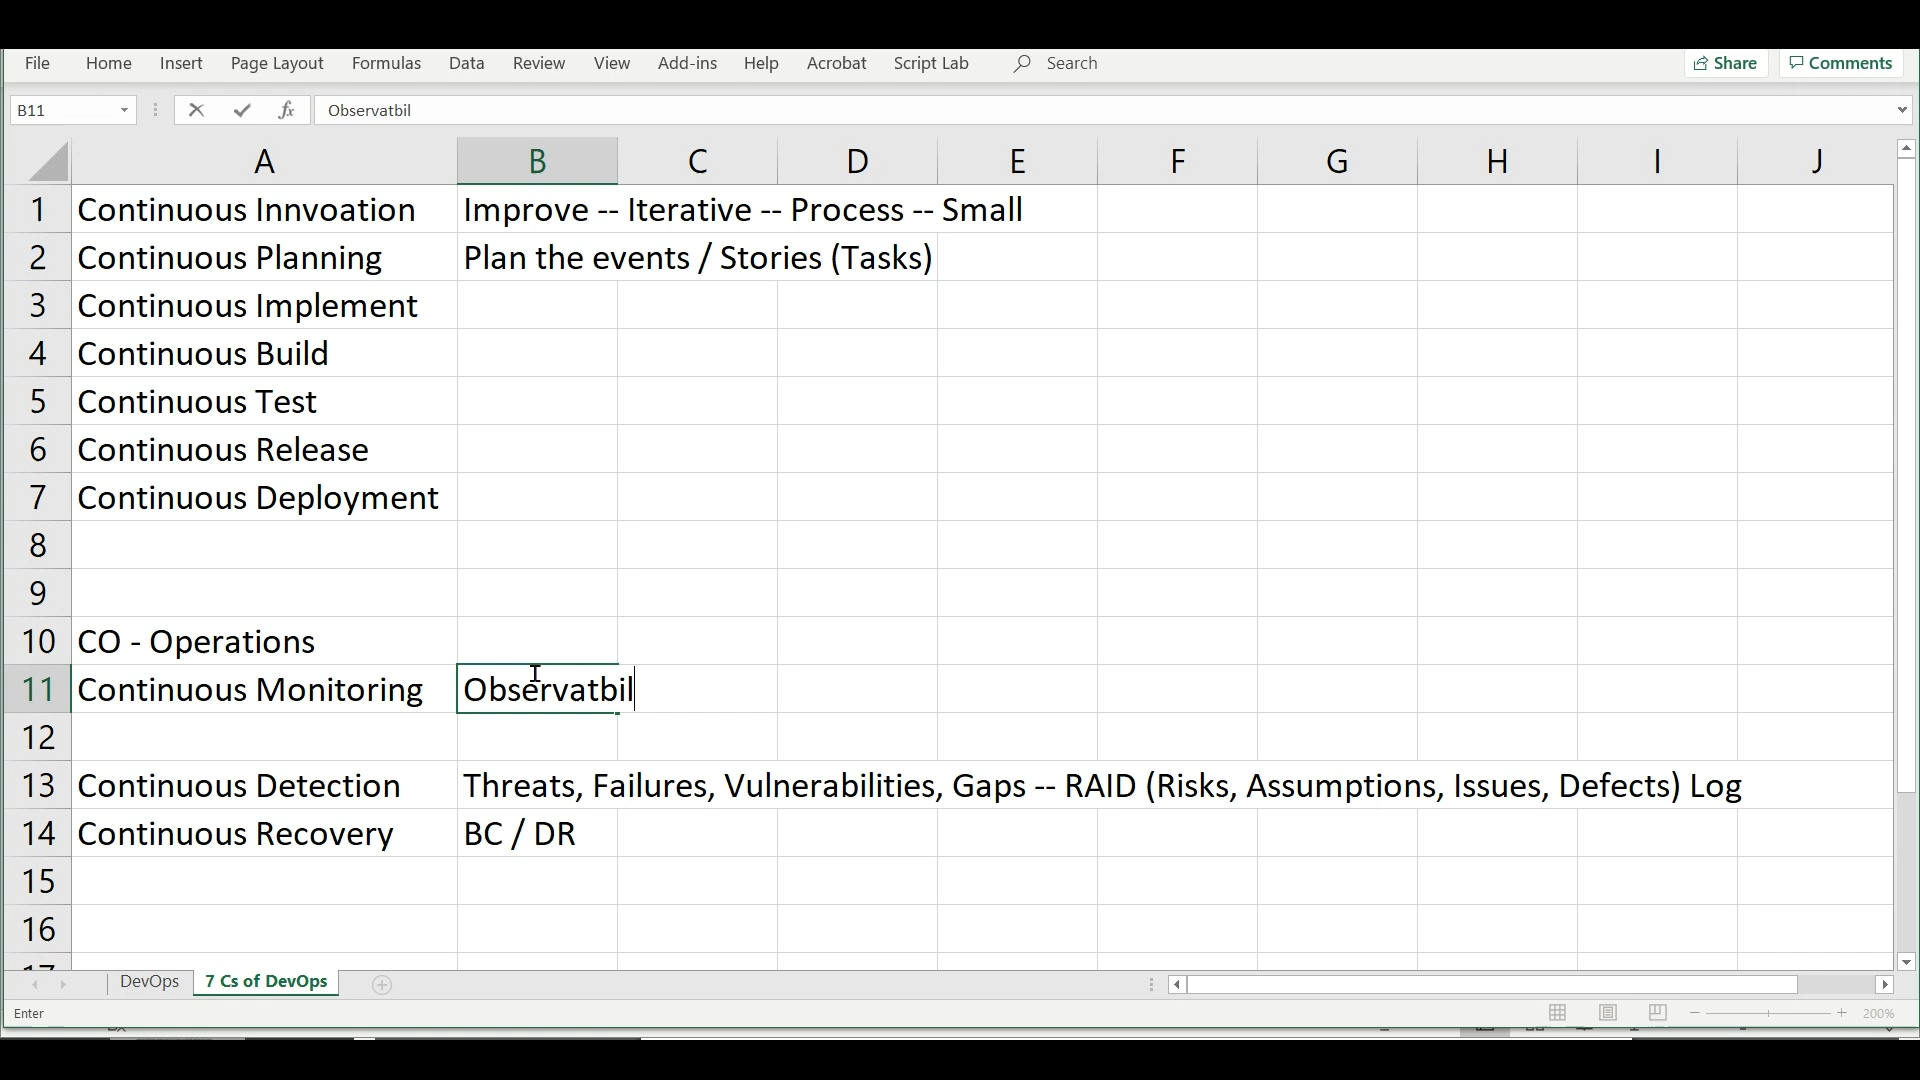 File Home Insert Page Layout Formulas Data Review View Add-ins Help Acrobat Script Lab Search Share Comments
B11 fx Observatbil
A B C D E F G H I J
1 Continuous Innvoation Improve -- Iterative -- Process -- Small
2 Continuous Planning Plan the events / Stories (Tasks)
3 Continuous Implement
4 Continuous Build
5 Continuous Test
6 Continuous Release
7 Continuous Deployment
8
9
10 CO - Operations
11 Continuous Monitoring Observatbil
12
13 Continuous Detection Threats, Failures, Vulnerabilities, Gaps -- RAID (Risks, Assumptions, Issues, Defects) Log
14 Continuous Recovery BC / DR
15
16
DevOps 7 Cs of DevOps
Enter 200%